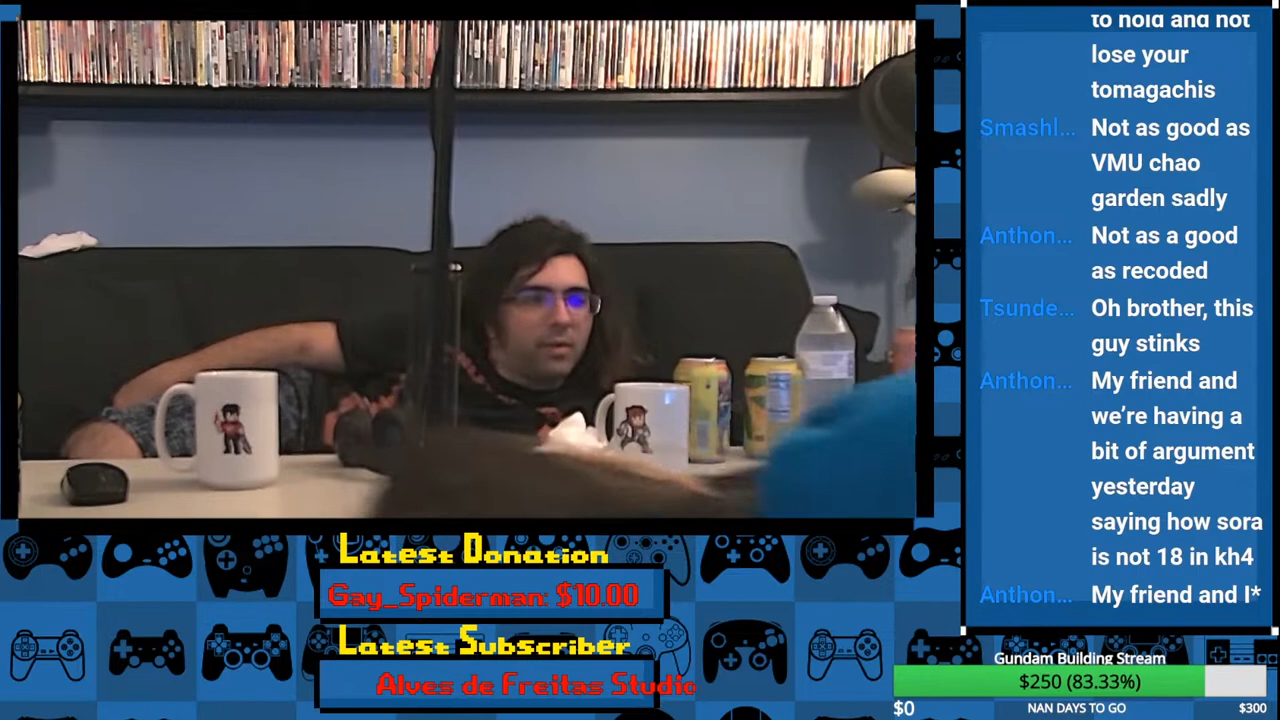 to hold and not
lose your
tomagachis
Smashl... Not as good as
VMU chao
garden sadly
Anthon... Not as a good
as recoded
Tsunde... Oh brother, this
guy stinks
Anthon... My friend and
we're having a
bit of argument
yesterday
saying how sora
is not 18 in kh4
Anthon... My friend and I*
Latest Donation
Gay_Spiderman: $10.00
Latest Subscriber
Alves de Freitas Studio
Gundam Building Stream
$250 (83.33%)
$0 NAN DAYS TO GO $300